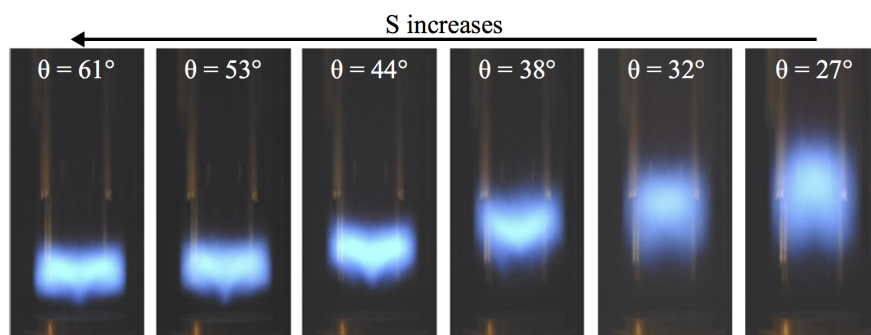 S increases
θ = 61°
θ = 53°
θ = 44°
θ = 38°
θ = 32°
θ = 27°